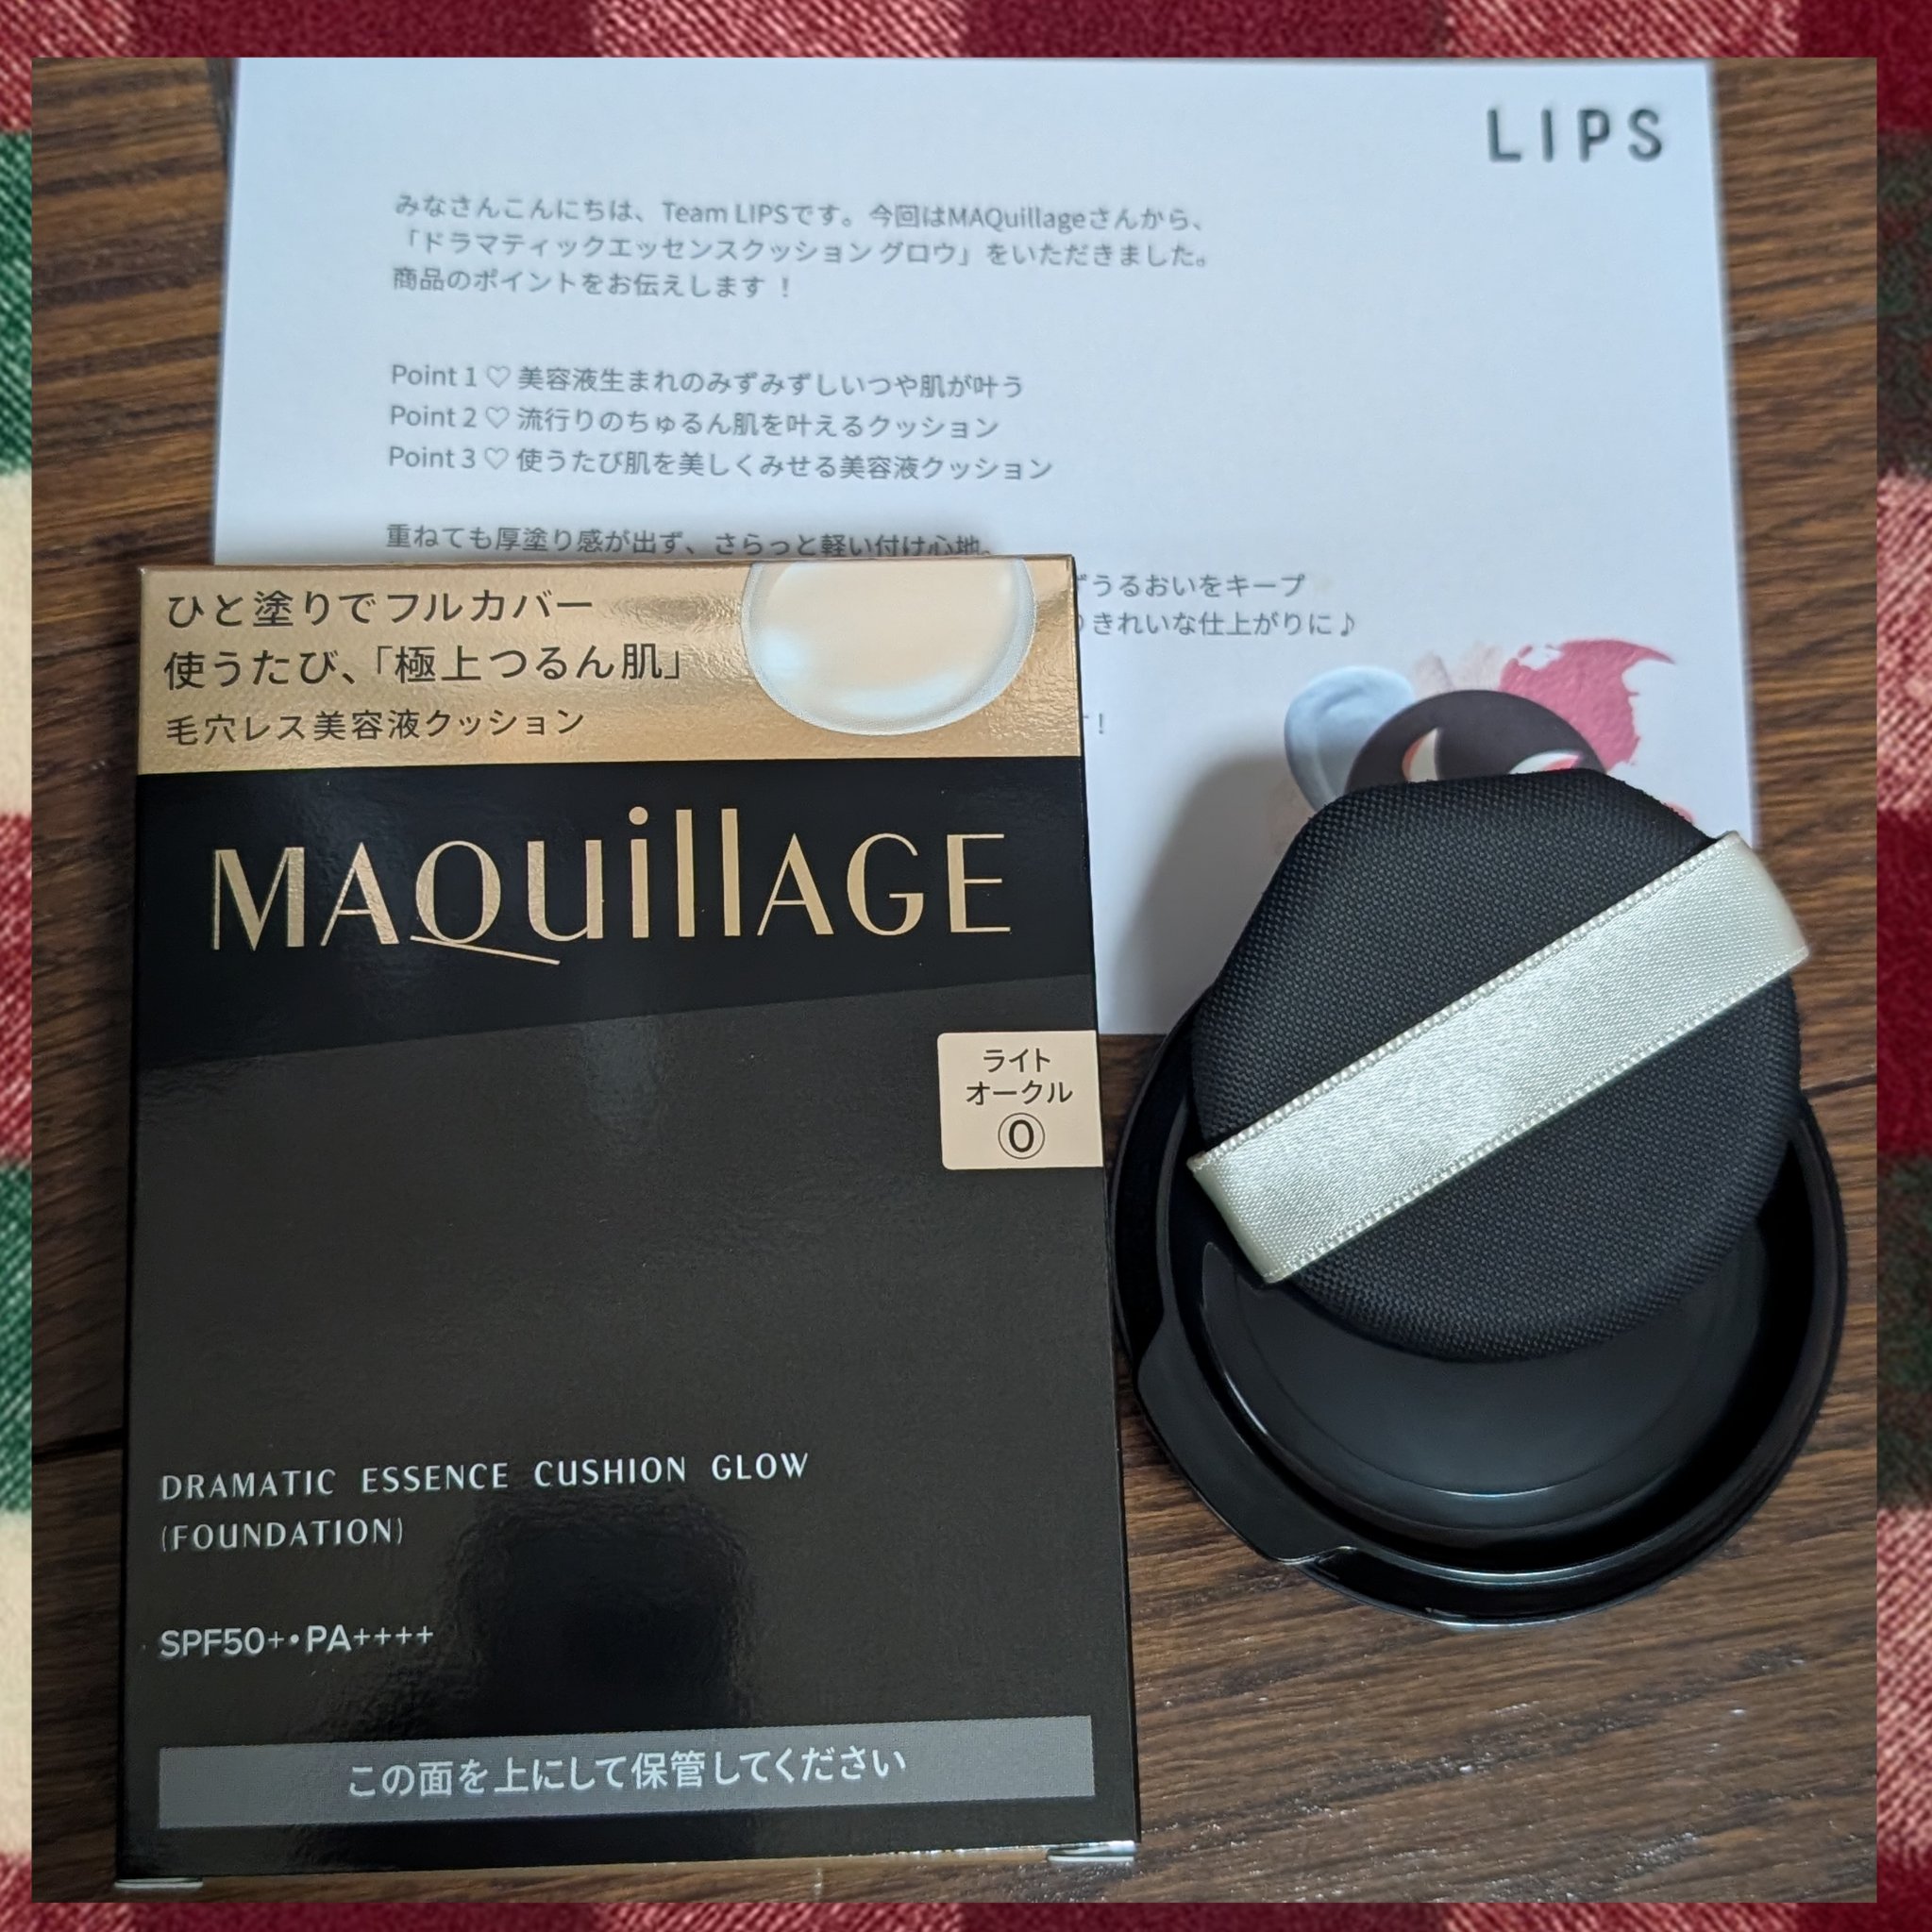 LIPS
みなさんこんにちは、Team LIPSです。今回はMAQuillageさんから、
「ドラマティックエッセンスクッション グロウ」をいただきました。
商品のポイントをお伝えします！
Point 1 ♡ 美容液生まれのみずみずしいつや肌が叶う
Point 2 ♡ 流行りのちゅるん肌を叶えるクッション
Point 3 ♡ 使うたび肌を美しくみせる美容液クッション
重ねても厚塗り感が出ず、さらっと軽い付け心地。
うるおいをキープ
きれいな仕上がりに♪
！
ひと塗りでフルカバー
使うたび、「極上つるん肌」
毛穴レス美容液クッション
MAQuillAGE
ライト
オークル
0
DRAMATIC ESSENCE CUSHION GLOW
(FOUNDATION)
SPF50+・PA++++
この面を上にして保管してください